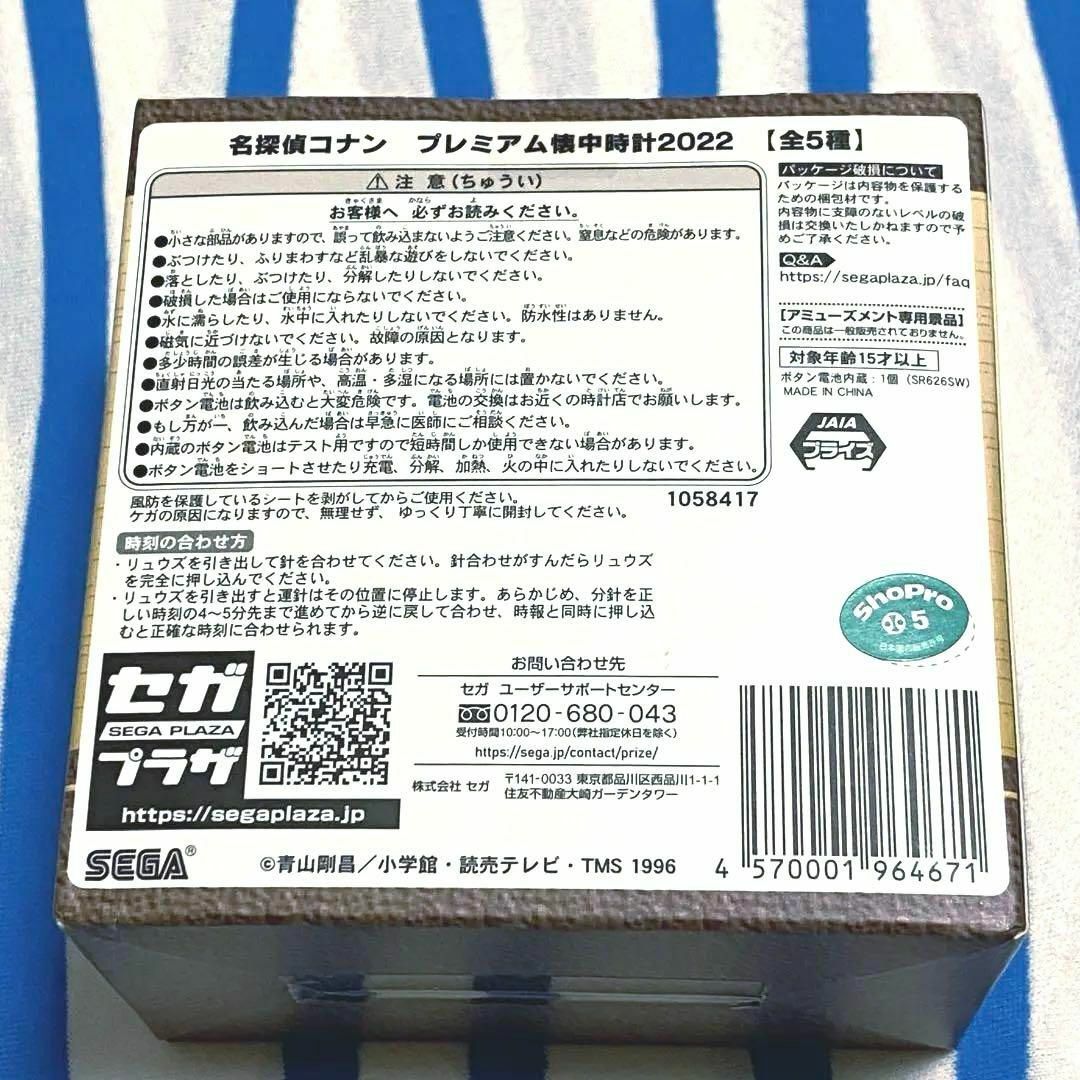 名探偵コナン プレミアム懐中時計2022 【全5種】
⚠注 意(ちゅうい)
お客様へ 必ずお読みください。
●小さな部品がありますので、誤って飲み込まないようご注意ください。窒息などの危険があります。
●ぶつけたり、ふりまわすなど乱暴な遊びをしないでください。
●落としたり、ぶつけたり、分解したりしないでください。
●破損した場合はご使用にならないでください。
●水に濡らしたり、水中に入れたりしないでください。防水性はありません。
●磁気に近づけないでください。故障の原因となります。
●多少時間の誤差が生じる場合があります。
●直射日光の当たる場所や、高温・多湿になる場所には置かないでください。
●ボタン電池は飲み込むと大変危険です。電池の交換はお近くの時計店でお願いします。
●もし万が一、飲み込んだ場合は早急に医師にご相談ください。
●内蔵のボタン電池はテスト用ですので短時間しか使用できない場合があります。
●ボタン電池をショートさせたり充電、分解、加熱、火の中に入れたりしないでください。
風防を保護しているシートを剥がしてからご使用ください。
ケガの原因になりますので、無理せず、ゆっくり丁寧に開封してください。
1058417
時刻の合わせ方
・リュウズを引き出して針を合わせてください。針合わせがすんだらリュウズ
を完全に押し込んでください。
・リュウズを引き出すと運針はその位置に停止します。あらかじめ、分針を正
しい時刻の4〜5分先まで進めてから逆に戻して合わせ、時報と同時に押し込
むと正確な時刻に合わせられます。
パッケージ破損について
パッケージは内容物を保護する
ための梱包材です。
内容物に支障のないレベルの破
損は交換いたしかねますので予
めご了承ください。
Q&A
https://segaplaza.jp/faq
【アミューズメント専用景品】
この商品は一般販売されておりません。
対象年齢15才以上
ボタン電池内蔵:1個(SR626SW)
MADE IN CHINA
JAIA
プライズ
ShoPro
小5
日本国内販売許可
セガ
SEGA PLAZA
プラザ
https://segaplaza.jp
お問い合わせ先
セガ ユーザーサポートセンター
0120-680-043
受付時間10:00〜17:00(弊社指定休日を除く)
https://sega.jp/contact/prize/
株式会社 セガ
〒141-0033 東京都品川区西品川1-1-1
住友不動産大崎ガーデンタワー
SEGA®
©青山剛昌/小学館・読売テレビ・TMS 1996
4 570001 964671